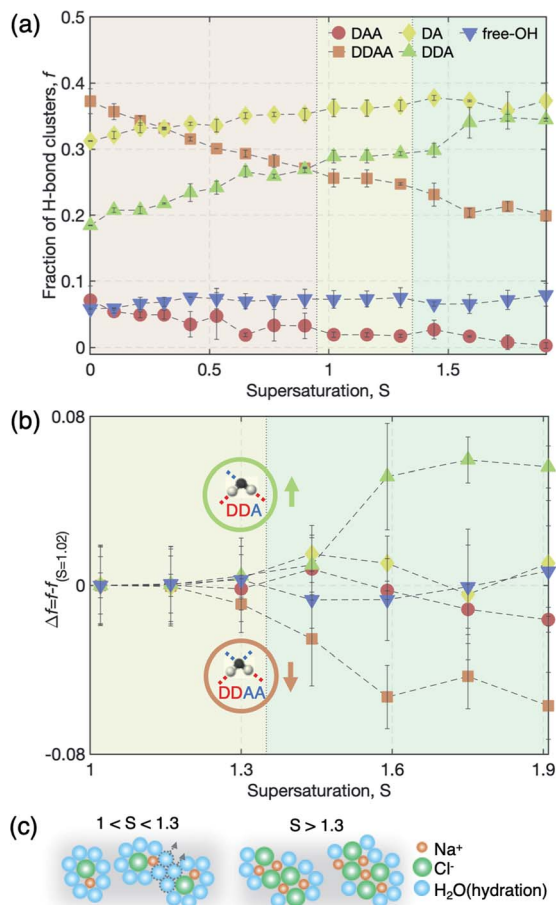 (a)
DAA DA free-OH
DDAA DDA
0.5
0.4
0.3
0.2
0.1
0
Fraction of H-bond clusters, f
0 0.5 1 1.5
Supersaturation, S
(b)
0.08
0
-0.08
Δf=f-f(S=1.02)
DDA
DDAA
1 1.3 1.6 1.9
Supersaturation, S
(c)
1 < S < 1.3 S > 1.3
Na⁺
Cl⁻
H₂O(hydration)